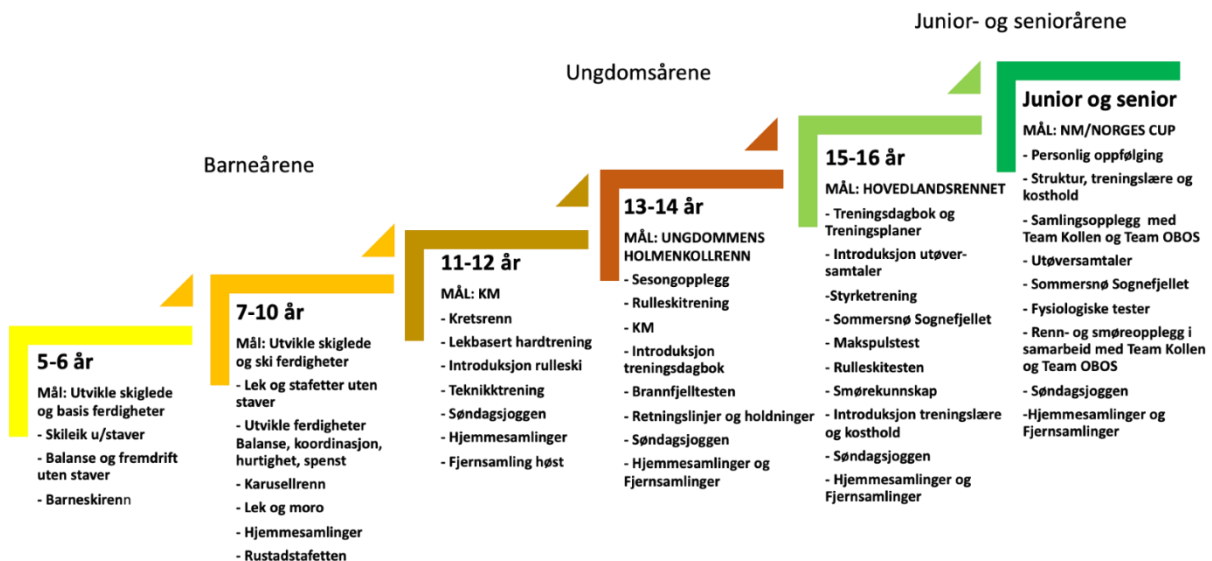 Junior- og seniorårene
Ungdomsårene
Barneårene
5-6 år
Mål: Utvikle skiglede
og basis ferdigheter
- Skileik u/staver
- Balanse og fremdrift
uten staver
- Barneskirenn
7-10 år
Mål: Utvikle skiglede
og ski ferdigheter
- Lek og stafetter uten
staver
- Utvikle ferdigheter
Balanse, koordinasjon,
hurtighet, spenst
- Karusellrenn
- Lek og moro
- Hjemmesamlinger
- Rustadstafetten
11-12 år
MÅL: KM
- Kretsrenn
- Lekbasert hardtrening
- Introduksjon rulleski
- Teknikktrening
- Søndagsjoggen
- Hjemmesamlinger
- Fjernsamling høst
13-14 år
MÅL: UNGDOMMENS
HOLMENKOLLRENN
- Sesongopplegg
- Rulleskitrening
- KM
- Introduksjon
treningsdagbok
- Brannfjelltesten
- Retningslinjer og holdninger
- Søndagsjoggen
- Hjemmesamlinger og
Fjernsamlinger
15-16 år
MÅL: HOVEDLANDSRENNET
- Treningsdagbok og
Treningsplaner
- Introduksjon utøver-
samtaler
-Styrketrening
- Sommersnø Sognefjellet
- Makspulstest
- Rulleskitesten
- Smørekunnskap
- Introduksjon treningslære
og kosthold
- Søndagsjoggen
- Hjemmesamlinger og
Fjernsamlinger
Junior og senior
MÅL: NM/NORGES CUP
- Personlig oppfølging
- Struktur, treningslære og
kosthold
- Samlingsopplegg med
Team Kollen og Team OBOS
- Utøversamtaler
- Sommersnø Sognefjellet
- Fysiologiske tester
- Renn- og smøreopplegg i
samarbeid med Team Kollen
og Team OBOS
- Søndagsjoggen
-Hjemmesamlinger og
Fjernsamlinger